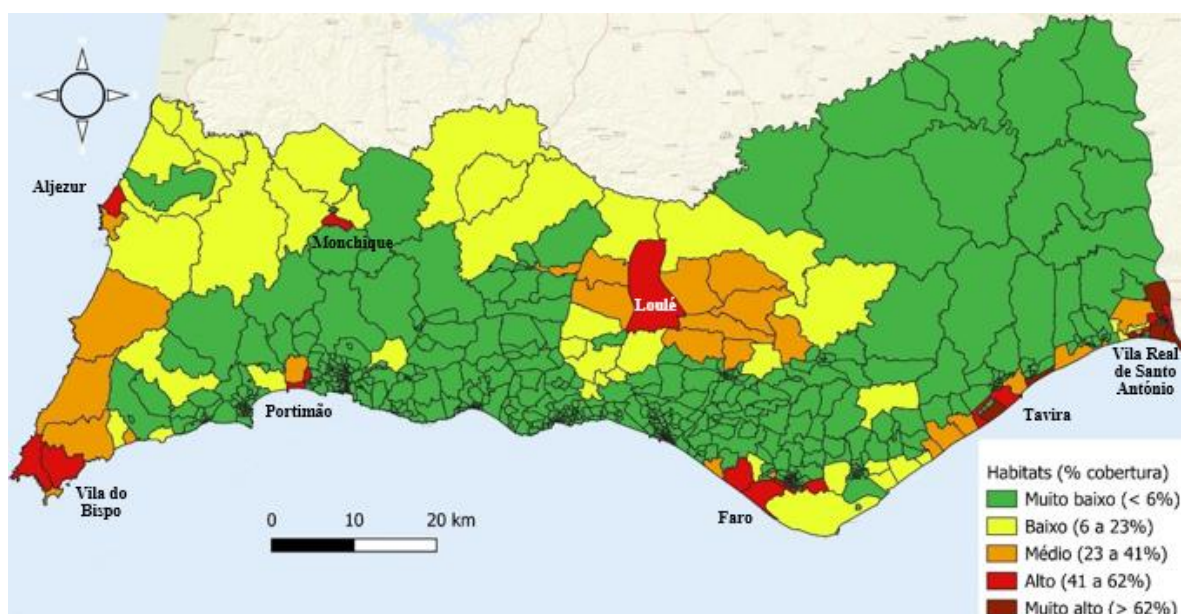 Aljezur
Monchique
Loulé
Vila Real
de Santo
António
Portimão
Tavira
Vila do
Bispo
Faro
0 10 20 km
Habitats (% cobertura)
Muito baixo (< 6%)
Baixo (6 a 23%)
Médio (23 a 41%)
Alto (41 a 62%)
Muito alto (> 62%)